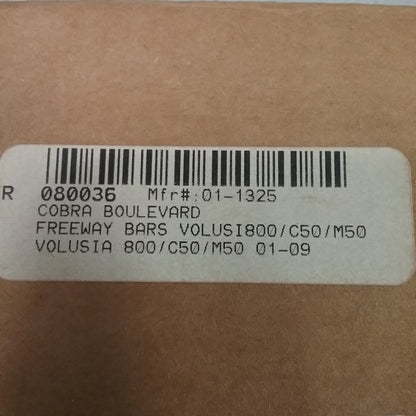 R 080036 Mfr#:01-1325
COBRA BOULEVARD
FREEWAY BARS VOLUSI800/C50/M50
VOLUSIA 800/C50/M50 01-09